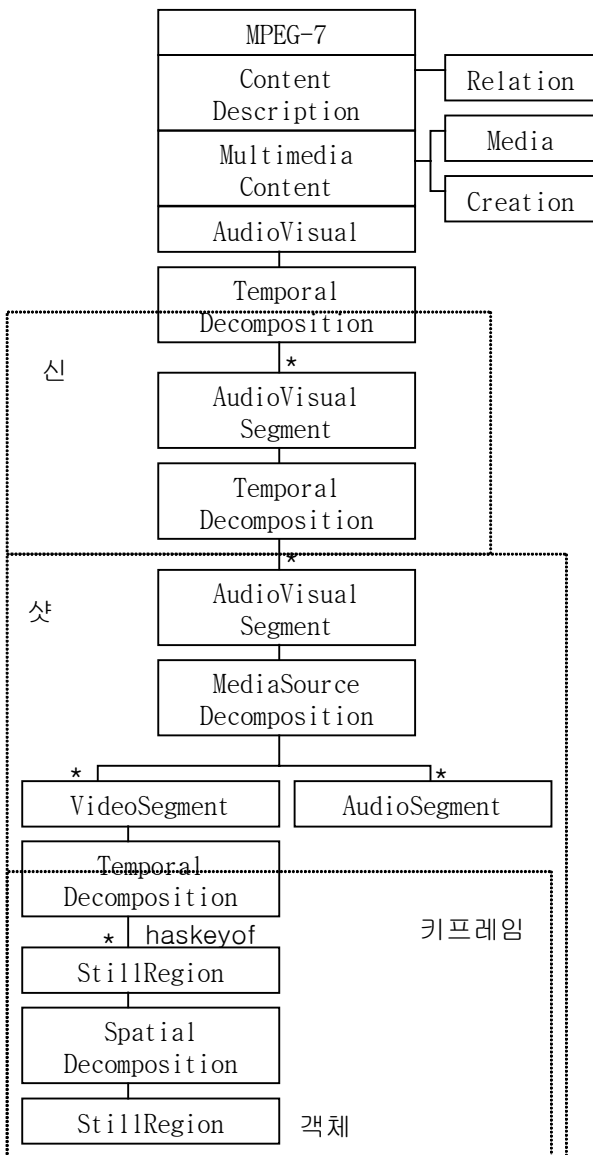 MPEG-7
Content
Description
Relation
Multimedia
Content
Media
Creation
AudioVisual
Temporal
Decomposition
*
신
AudioVisual
Segment
Temporal
Decomposition
*
샷
AudioVisual
Segment
MediaSource
Decomposition
* *
VideoSegment AudioSegment
Temporal
Decomposition
* haskeyof
키프레임
StillRegion
Spatial
Decomposition
StillRegion 객체